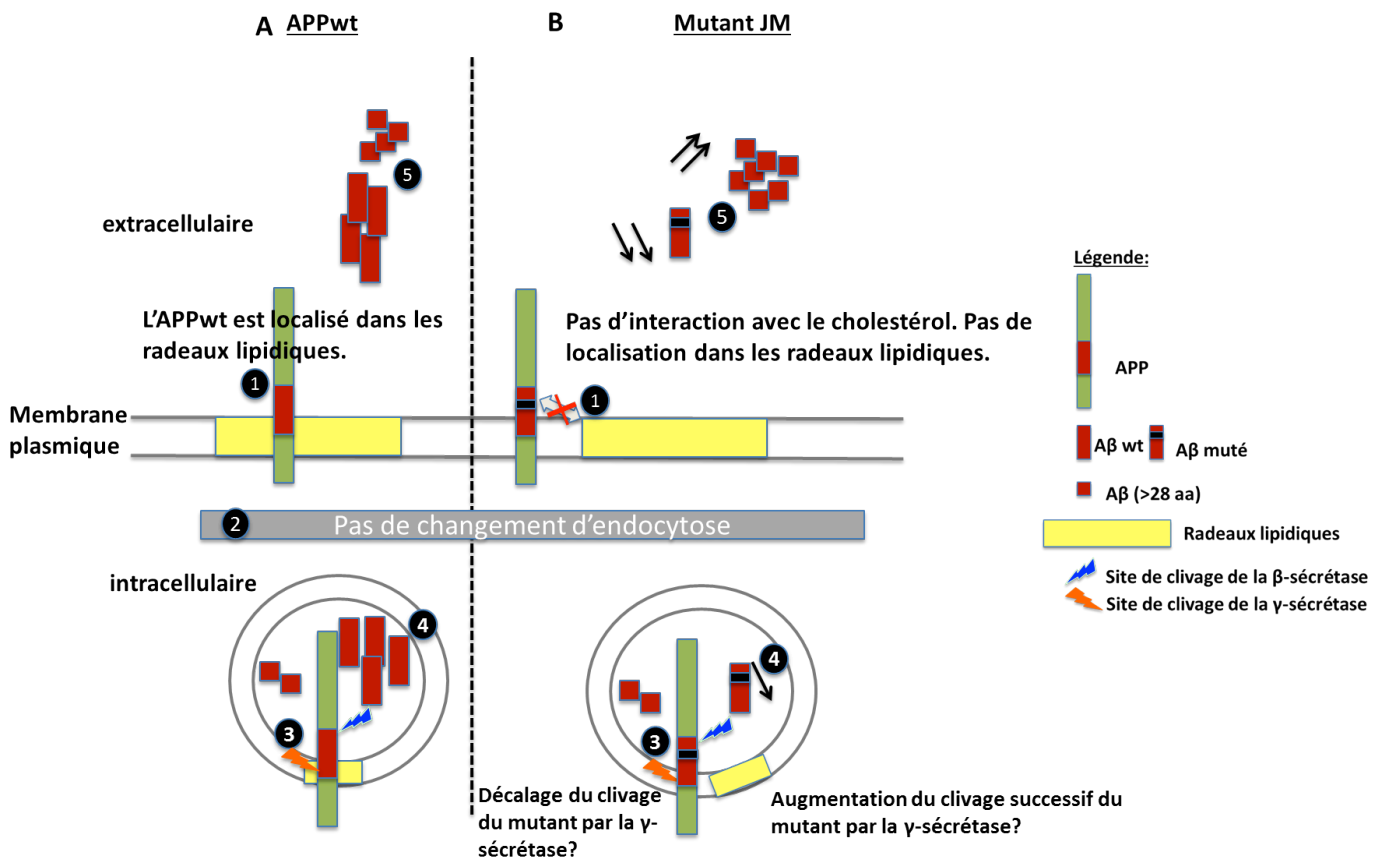 A APPwt
B Mutant JM
5
extracellulaire
5
L’APPwt est localisé dans les
radeaux lipidiques.
Pas d’interaction avec le cholestérol. Pas de
localisation dans les radeaux lipidiques.
1
1
Membrane
plasmique
2 Pas de changement d’endocytose
intracellulaire
4
3
4
3
Décalage du clivage
du mutant par la γ-
sécrétase?
Augmentation du clivage successif du
mutant par la γ-sécrétase?
Légende:
APP
Aβ wt
Aβ muté
Aβ (>28 aa)
Radeaux lipidiques
Site de clivage de la β-sécrétase
Site de clivage de la γ-sécrétase